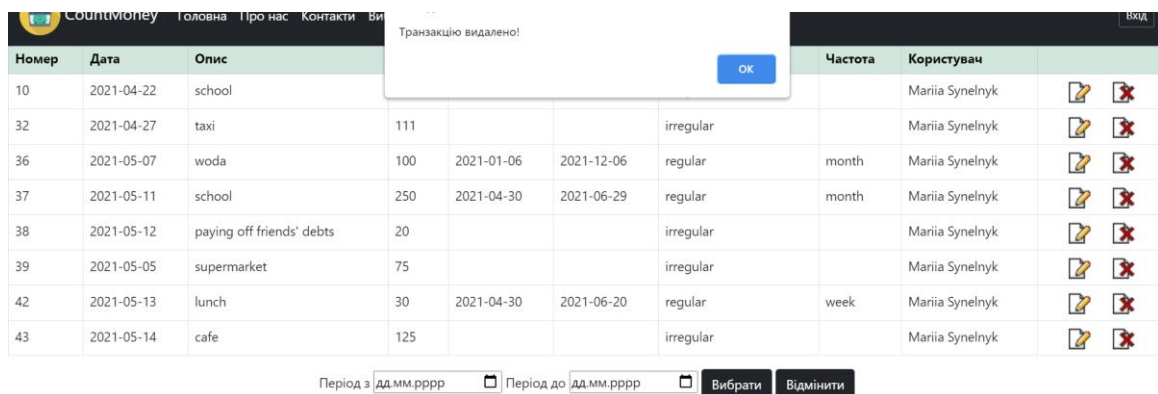 CountMoney Головна Про нас Контакти Ви Вхід
Транзакцію видалено!
OK
Номер Дата Опис Частота Користувач
10 2021-04-22 school Mariia Synelnyk
32 2021-04-27 taxi 111 irregular Mariia Synelnyk
36 2021-05-07 woda 100 2021-01-06 2021-12-06 regular month Mariia Synelnyk
37 2021-05-11 school 250 2021-04-30 2021-06-29 regular month Mariia Synelnyk
38 2021-05-12 paying off friends' debts 20 irregular Mariia Synelnyk
39 2021-05-05 supermarket 75 irregular Mariia Synelnyk
42 2021-05-13 lunch 30 2021-04-30 2021-06-20 regular week Mariia Synelnyk
43 2021-05-14 cafe 125 irregular Mariia Synelnyk
Період з дд.мм.рррр Період до дд.мм.рррр Вибрати Відмінити